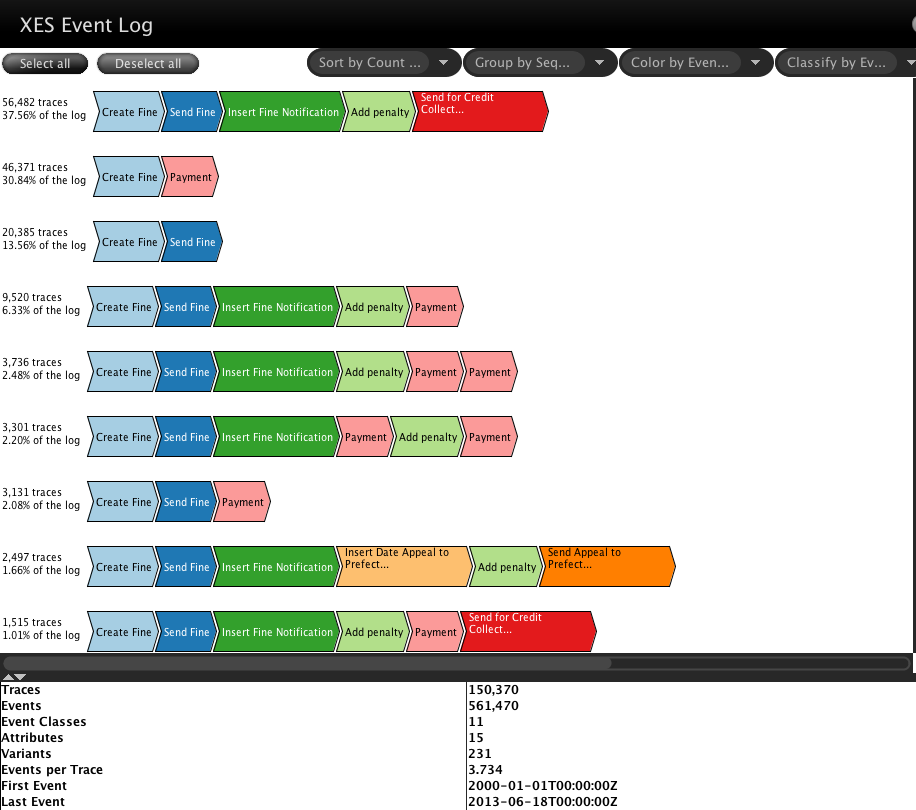 XES Event Log
Select all
Deselect all
Sort by Count ...
Group by Seq...
Color by Even...
Classify by Ev...
56,482 traces
37.56% of the log
Create Fine
Send Fine
Insert Fine Notification
Add penalty
Send for Credit
Collect...
46,371 traces
30.84% of the log
Create Fine
Payment
20,385 traces
13.56% of the log
Create Fine
Send Fine
9,520 traces
6.33% of the log
Create Fine
Send Fine
Insert Fine Notification
Add penalty
Payment
3,736 traces
2.48% of the log
Create Fine
Send Fine
Insert Fine Notification
Add penalty
Payment
Payment
3,301 traces
2.20% of the log
Create Fine
Send Fine
Insert Fine Notification
Payment
Add penalty
Payment
3,131 traces
2.08% of the log
Create Fine
Send Fine
Payment
2,497 traces
1.66% of the log
Create Fine
Send Fine
Insert Fine Notification
Insert Date Appeal to
Prefect...
Add penalty
Send Appeal to
Prefect...
1,515 traces
1.01% of the log
Create Fine
Send Fine
Insert Fine Notification
Add penalty
Payment
Send for Credit
Collect...
Traces 150,370
Events 561,470
Event Classes 11
Attributes 15
Variants 231
Events per Trace 3.734
First Event 2000-01-01T00:00:00Z
Last Event 2013-06-18T00:00:00Z